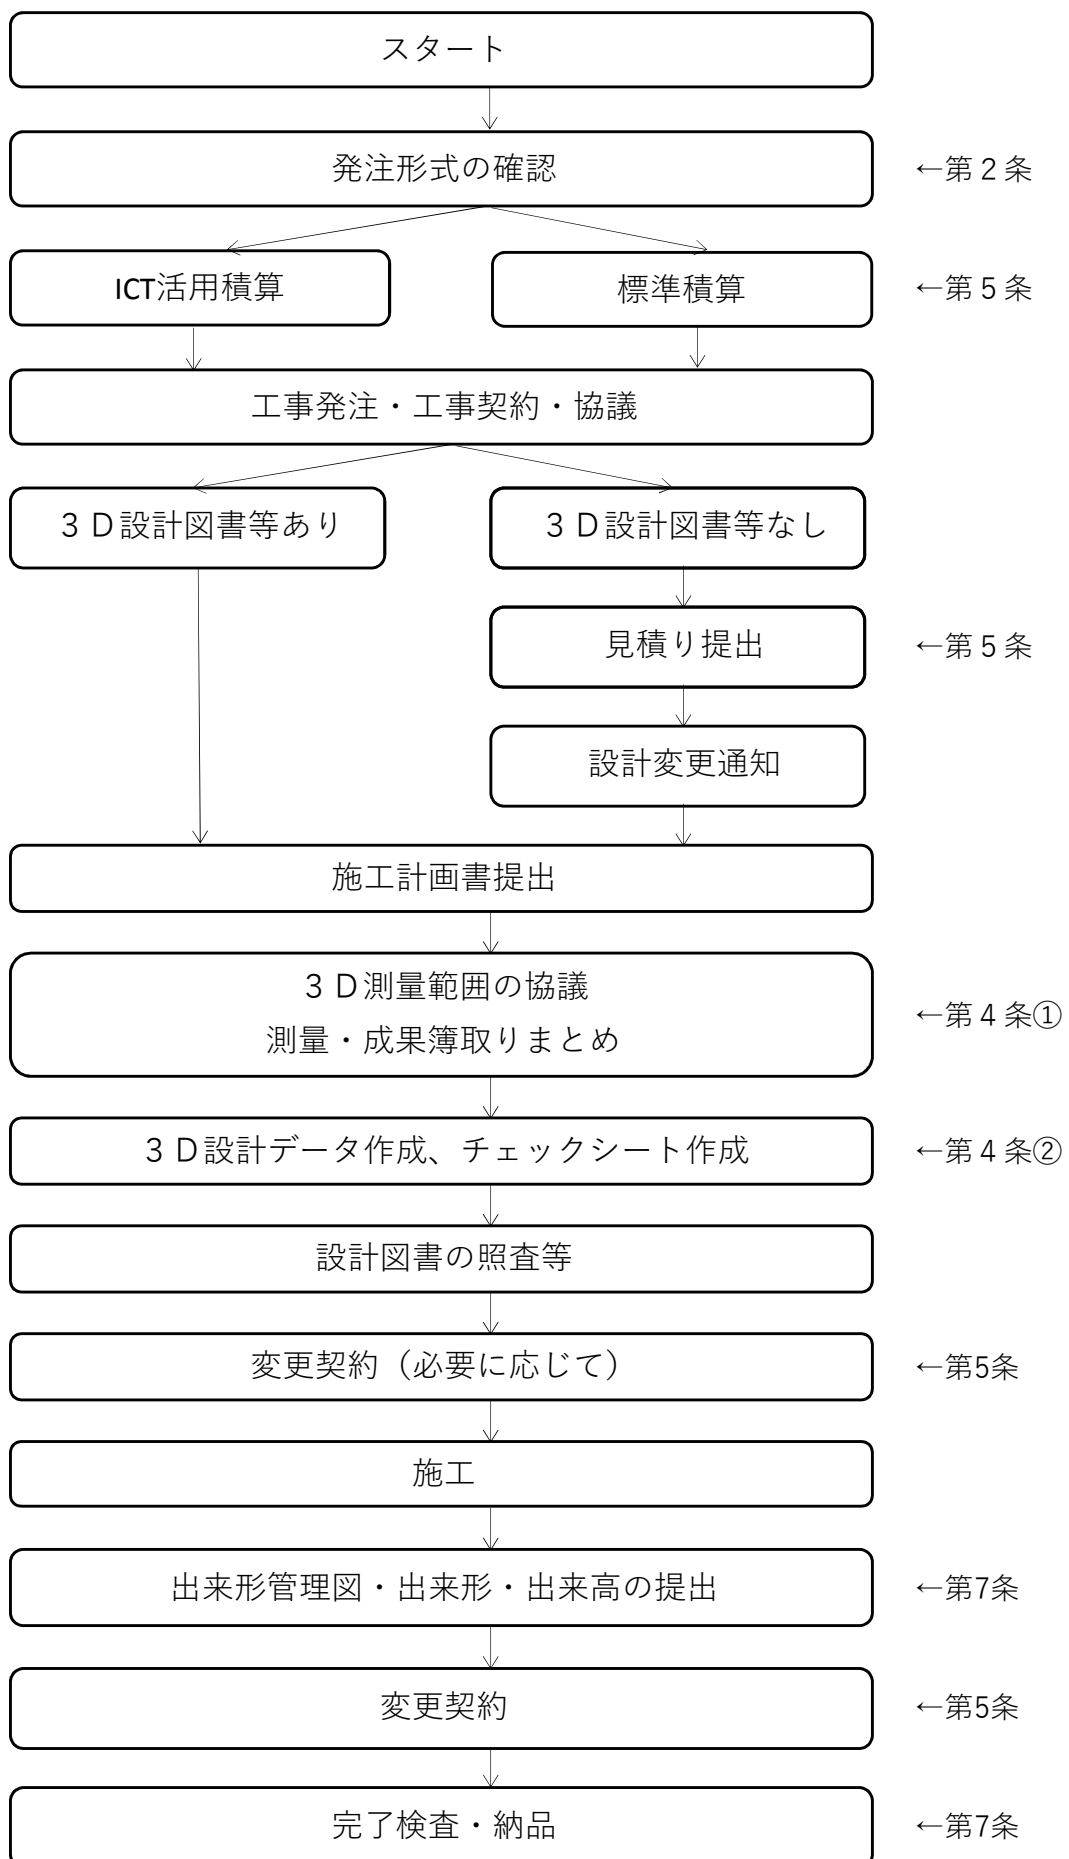 スタート
発注形式の確認
←第２条
ICT活用積算
標準積算
←第５条
工事発注・工事契約・協議
３Ｄ設計図書等あり
３Ｄ設計図書等なし
見積り提出
←第５条
設計変更通知
施工計画書提出
３Ｄ測量範囲の協議
測量・成果簿取りまとめ
←第４条①
３Ｄ設計データ作成、チェックシート作成
←第４条②
設計図書の照査等
変更契約（必要に応じて）
←第5条
施工
出来形管理図・出来形・出来高の提出
←第7条
変更契約
←第5条
完了検査・納品
←第7条